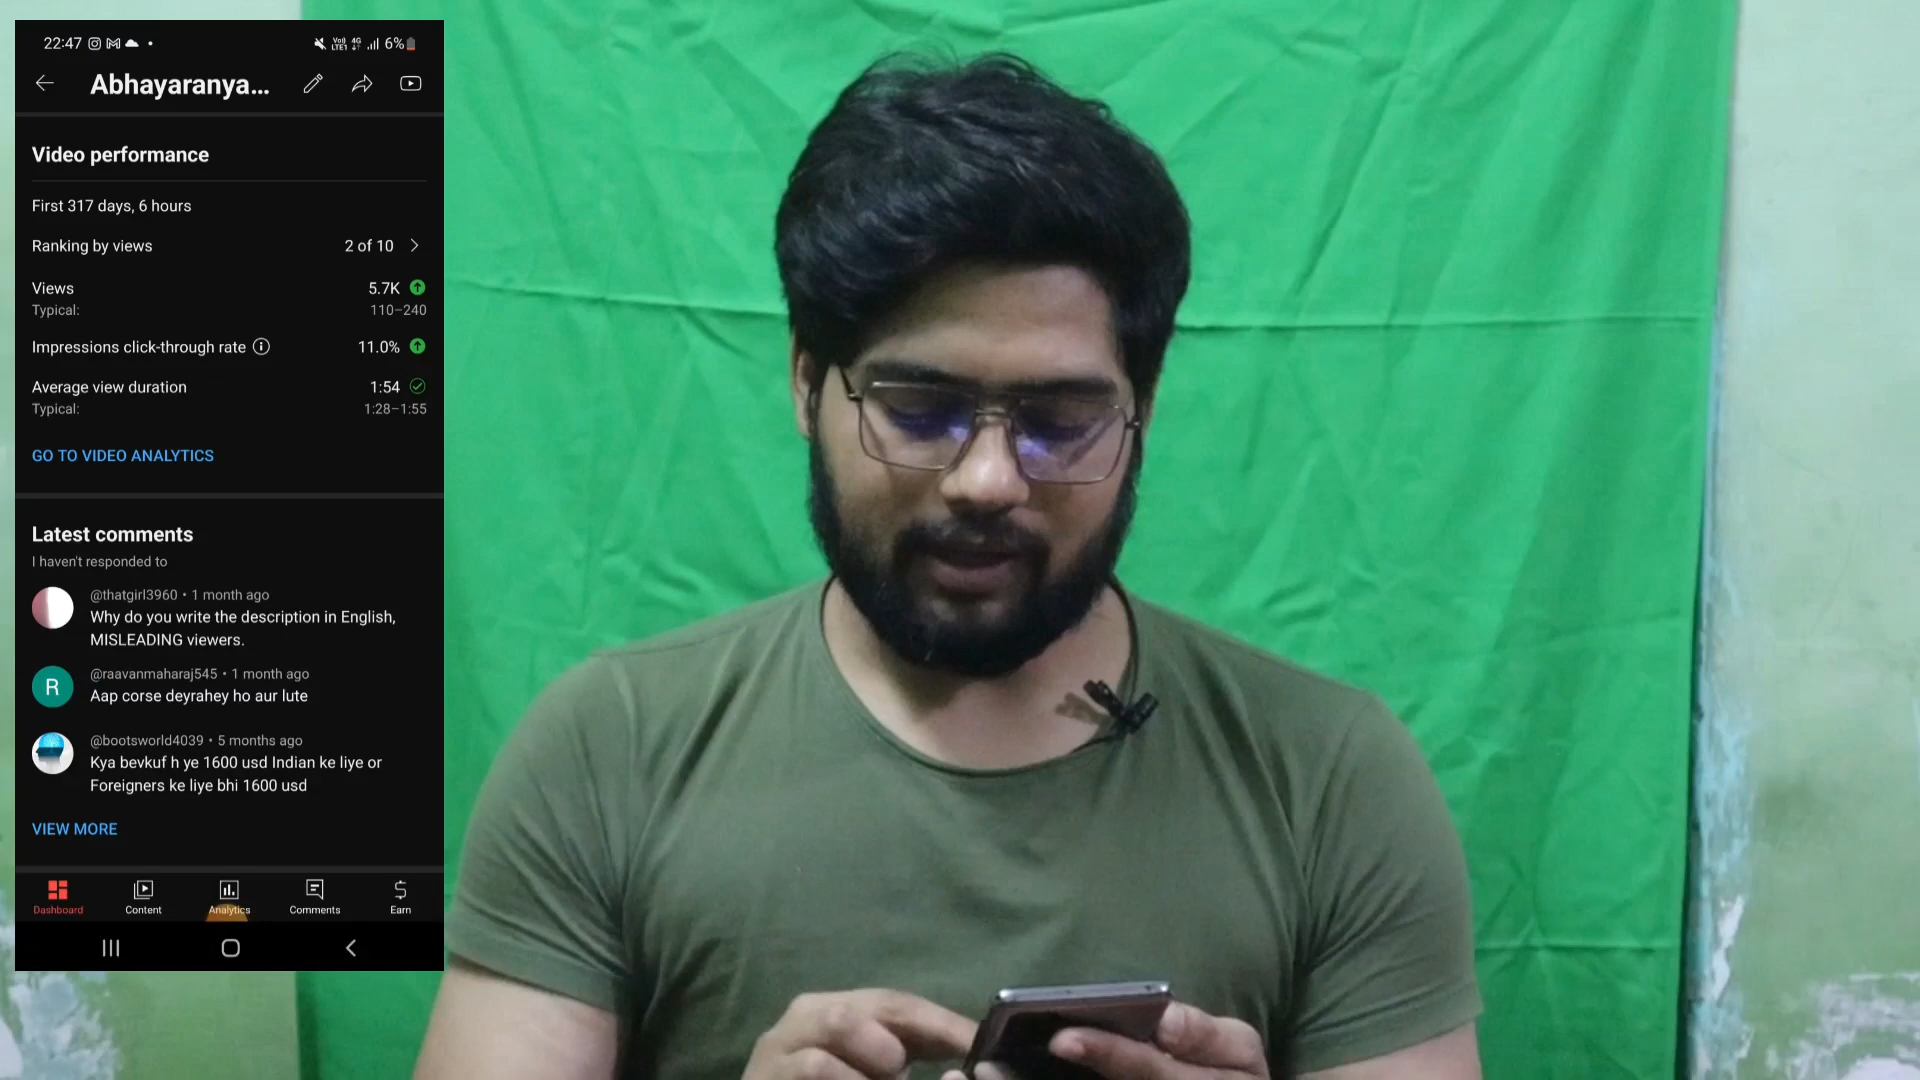 22:47
Vo)) LTE1 4G 6%
Abhayaranya...
Video performance
First 317 days, 6 hours
Ranking by views 2 of 10
Views 5.7K
Typical: 110–240
Impressions click-through rate 11.0%
Average view duration 1:54
Typical: 1:28–1:55
GO TO VIDEO ANALYTICS
Latest comments
I haven't responded to
@thatgirl3960 • 1 month ago
Why do you write the description in English,
MISLEADING viewers.
R
@raavanmaharaj545 • 1 month ago
Aap corse deyrahey ho aur lute
@bootsworld4039 • 5 months ago
Kya bevkuf h ye 1600 usd Indian ke liye or
Foreigners ke liye bhi 1600 usd
VIEW MORE
Dashboard Content Analytics Comments Earn